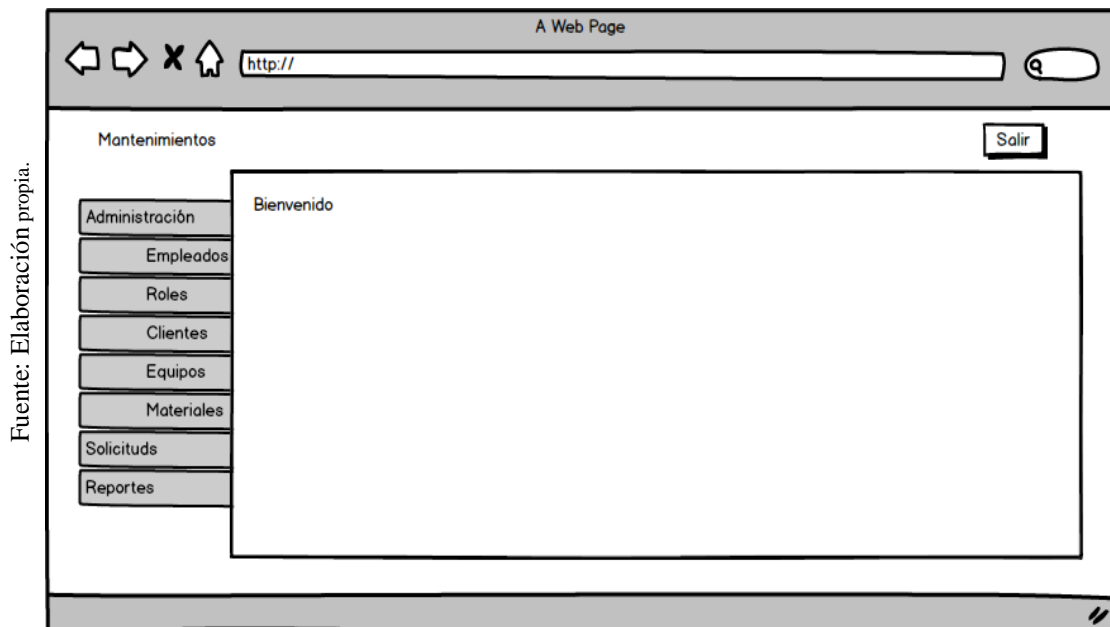 A Web Page
http://
Mantenimientos
Salir
Administración
Empleados
Roles
Clientes
Equipos
Materiales
Solicituds
Reportes
Bienvenido
Fuente: Elaboración propia.